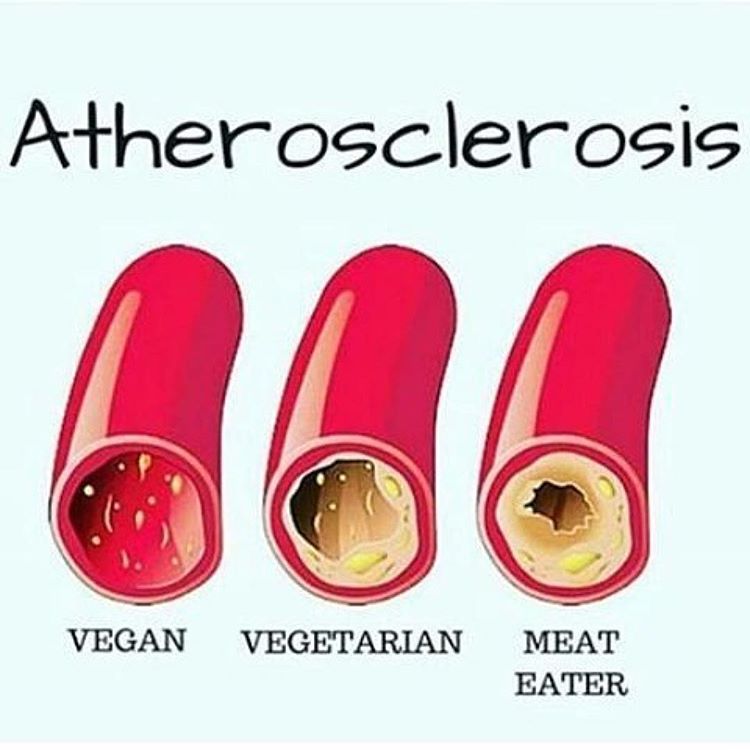 Atherosclerosis
VEGAN
VEGETARIAN
MEAT
EATER